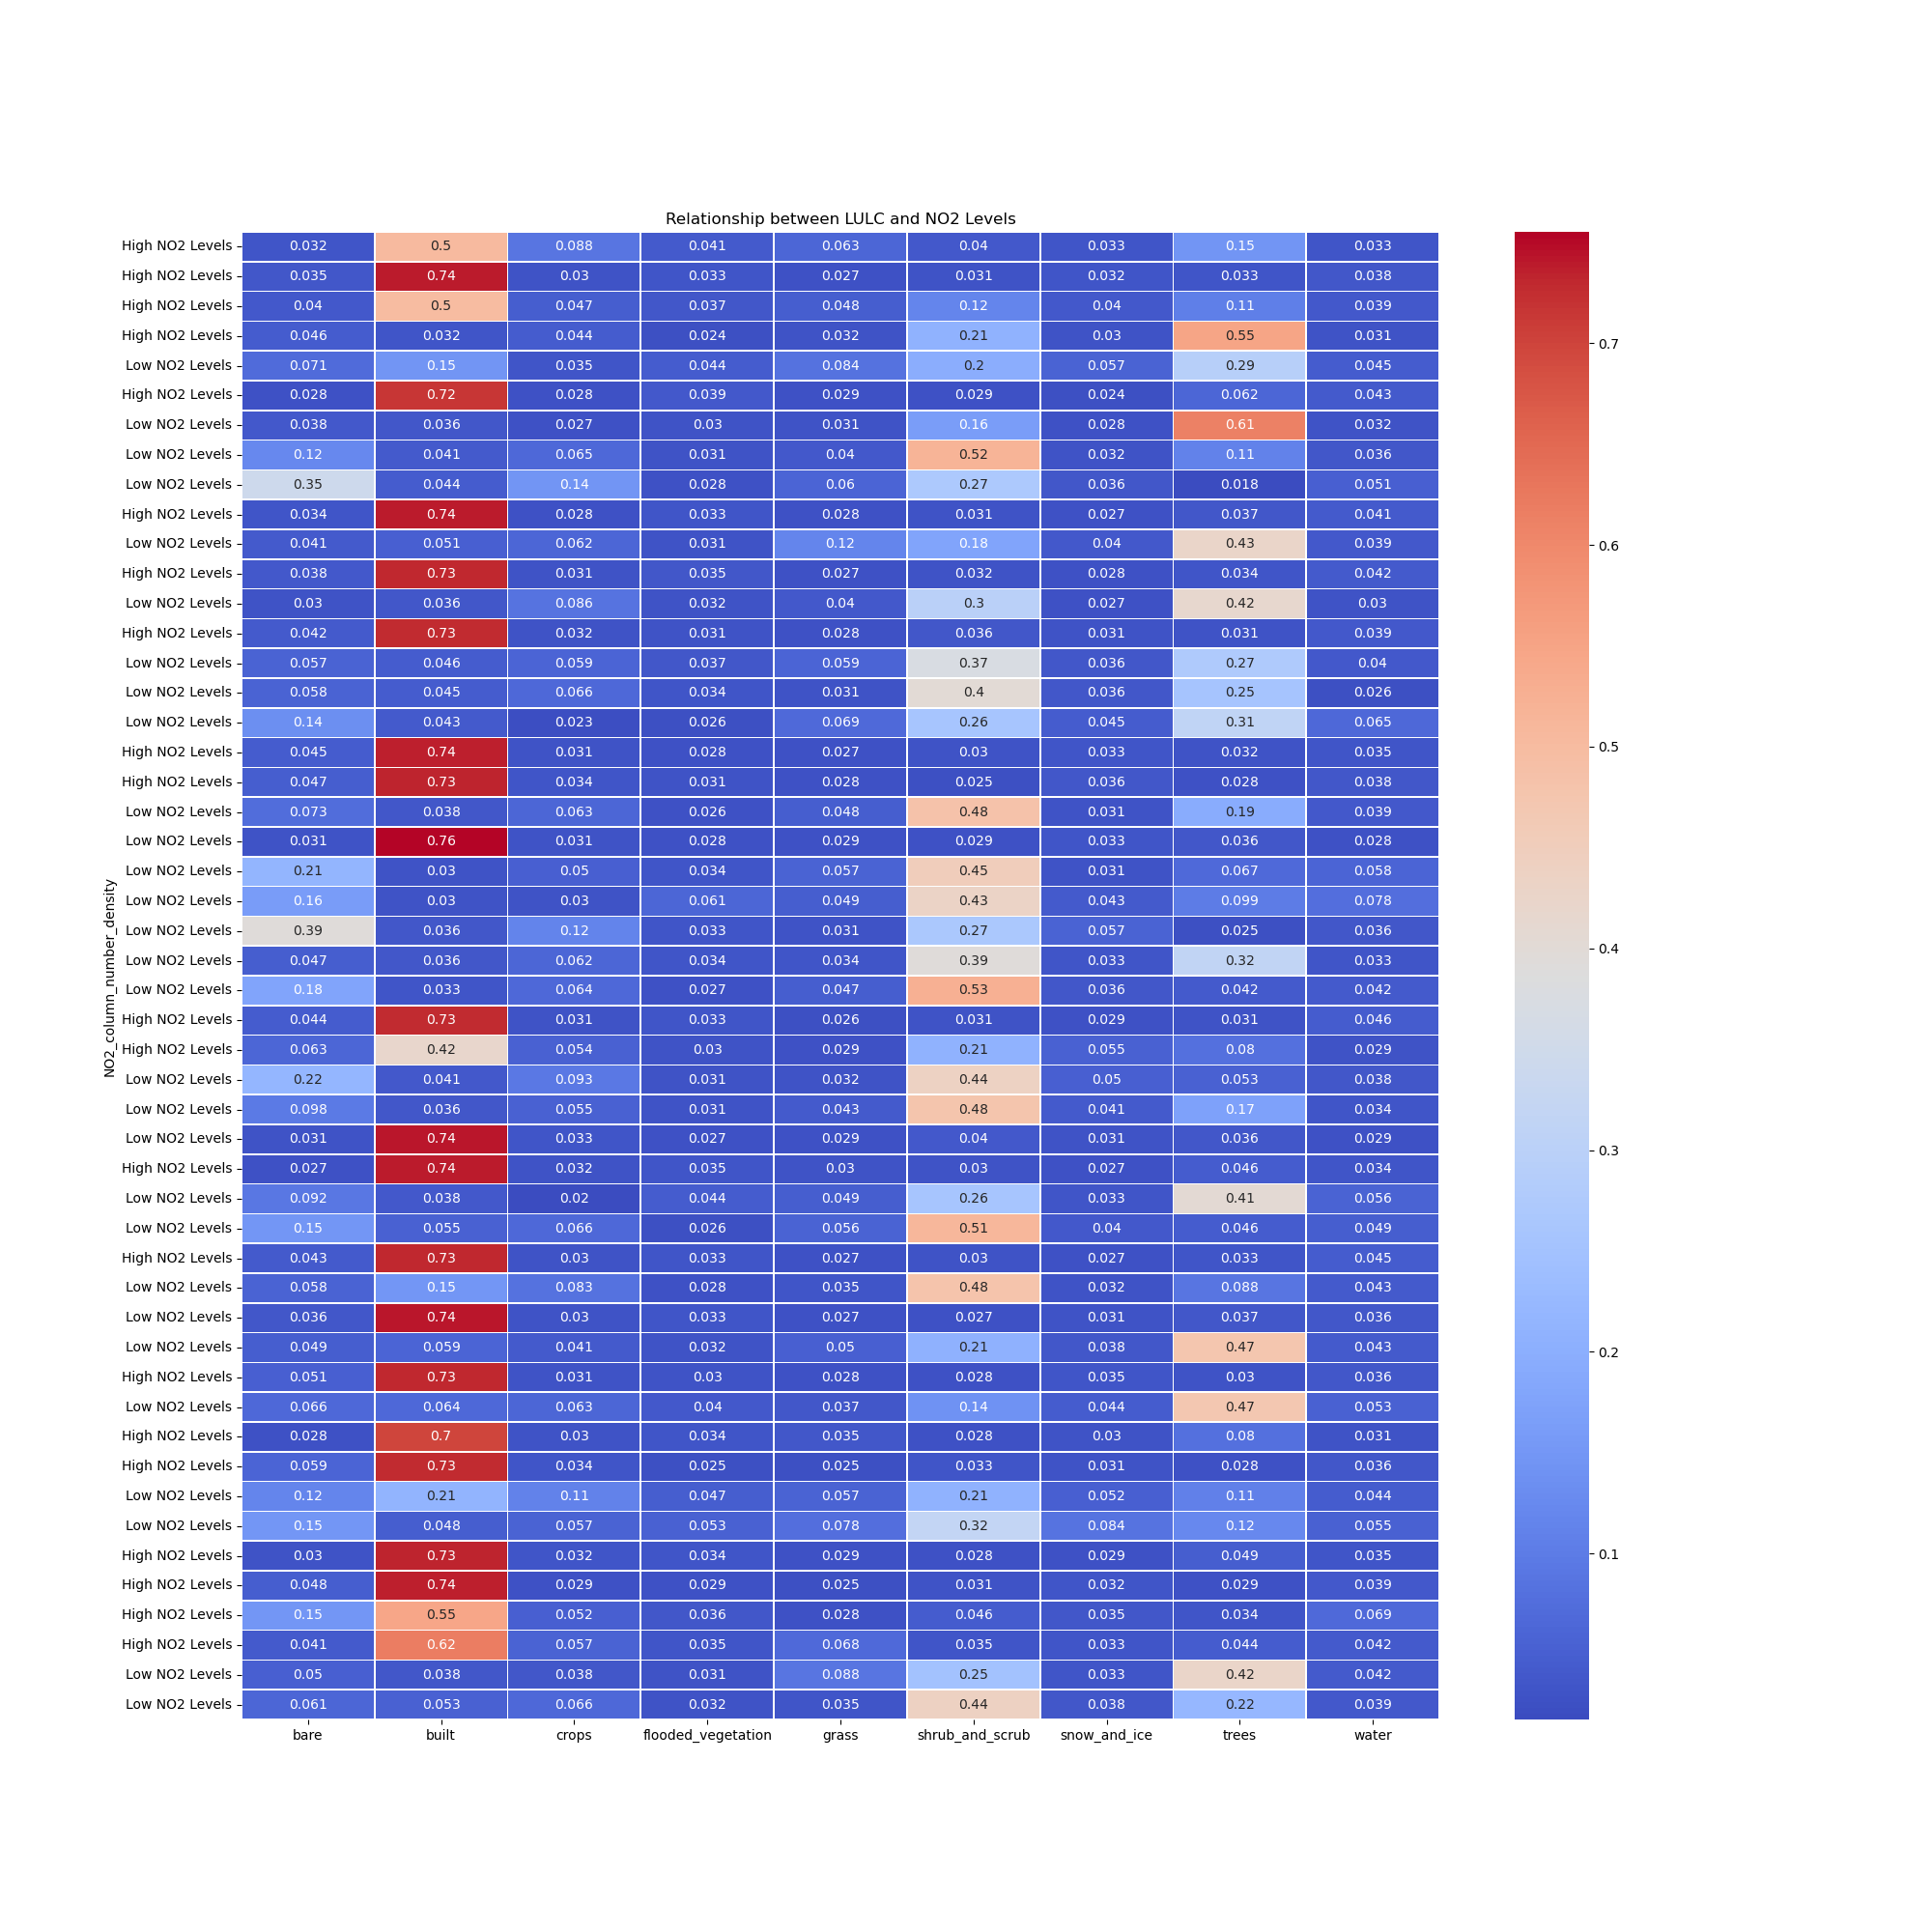 Relationship between LULC and NO2 Levels
High NO2 Levels 0.032 0.5 0.088 0.041 0.063 0.04 0.033 0.15 0.033
High NO2 Levels 0.035 0.74 0.03 0.033 0.027 0.031 0.032 0.033 0.038
High NO2 Levels 0.04 0.5 0.047 0.037 0.048 0.12 0.04 0.11 0.039
High NO2 Levels 0.046 0.032 0.044 0.024 0.032 0.21 0.03 0.55 0.031
Low NO2 Levels 0.071 0.15 0.035 0.044 0.084 0.2 0.057 0.29 0.045
High NO2 Levels 0.028 0.72 0.028 0.039 0.029 0.029 0.024 0.062 0.043
Low NO2 Levels 0.038 0.036 0.027 0.03 0.031 0.16 0.028 0.61 0.032
Low NO2 Levels 0.12 0.041 0.065 0.031 0.04 0.52 0.032 0.11 0.036
Low NO2 Levels 0.35 0.044 0.14 0.028 0.06 0.27 0.036 0.018 0.051
High NO2 Levels 0.034 0.74 0.028 0.033 0.028 0.031 0.027 0.037 0.041
Low NO2 Levels 0.041 0.051 0.062 0.031 0.12 0.18 0.04 0.43 0.039
High NO2 Levels 0.038 0.73 0.031 0.035 0.027 0.032 0.028 0.034 0.042
Low NO2 Levels 0.03 0.036 0.086 0.032 0.04 0.3 0.027 0.42 0.03
High NO2 Levels 0.042 0.73 0.032 0.031 0.028 0.036 0.031 0.031 0.039
Low NO2 Levels 0.057 0.046 0.059 0.037 0.059 0.37 0.036 0.27 0.04
Low NO2 Levels 0.058 0.045 0.066 0.034 0.031 0.4 0.036 0.25 0.026
Low NO2 Levels 0.14 0.043 0.023 0.026 0.069 0.26 0.045 0.31 0.065
High NO2 Levels 0.045 0.74 0.031 0.028 0.027 0.03 0.033 0.032 0.035
High NO2 Levels 0.047 0.73 0.034 0.031 0.028 0.025 0.036 0.028 0.038
Low NO2 Levels 0.073 0.038 0.063 0.026 0.048 0.48 0.031 0.19 0.039
Low NO2 Levels 0.031 0.76 0.031 0.028 0.029 0.029 0.033 0.036 0.028
Low NO2 Levels 0.21 0.03 0.05 0.034 0.057 0.45 0.031 0.067 0.058
Low NO2 Levels 0.16 0.03 0.03 0.061 0.049 0.43 0.043 0.099 0.078
Low NO2 Levels 0.39 0.036 0.12 0.033 0.031 0.27 0.057 0.025 0.036
Low NO2 Levels 0.047 0.036 0.062 0.034 0.034 0.39 0.033 0.32 0.033
Low NO2 Levels 0.18 0.033 0.064 0.027 0.047 0.53 0.036 0.042 0.042
High NO2 Levels 0.044 0.73 0.031 0.033 0.026 0.031 0.029 0.031 0.046
High NO2 Levels 0.063 0.42 0.054 0.03 0.029 0.21 0.055 0.08 0.029
Low NO2 Levels 0.22 0.041 0.093 0.031 0.032 0.44 0.05 0.053 0.038
Low NO2 Levels 0.098 0.036 0.055 0.031 0.043 0.48 0.041 0.17 0.034
Low NO2 Levels 0.031 0.74 0.033 0.027 0.029 0.04 0.031 0.036 0.029
High NO2 Levels 0.027 0.74 0.032 0.035 0.03 0.03 0.027 0.046 0.034
Low NO2 Levels 0.092 0.038 0.02 0.044 0.049 0.26 0.033 0.41 0.056
Low NO2 Levels 0.15 0.055 0.066 0.026 0.056 0.51 0.04 0.046 0.049
High NO2 Levels 0.043 0.73 0.03 0.033 0.027 0.03 0.027 0.033 0.045
Low NO2 Levels 0.058 0.15 0.083 0.028 0.035 0.48 0.032 0.088 0.043
Low NO2 Levels 0.036 0.74 0.03 0.033 0.027 0.027 0.031 0.037 0.036
Low NO2 Levels 0.049 0.059 0.041 0.032 0.05 0.21 0.038 0.47 0.043
High NO2 Levels 0.051 0.73 0.031 0.03 0.028 0.028 0.035 0.03 0.036
Low NO2 Levels 0.066 0.064 0.063 0.04 0.037 0.14 0.044 0.47 0.053
High NO2 Levels 0.028 0.7 0.03 0.034 0.035 0.028 0.03 0.08 0.031
High NO2 Levels 0.059 0.73 0.034 0.025 0.025 0.033 0.031 0.028 0.036
Low NO2 Levels 0.12 0.21 0.11 0.047 0.057 0.21 0.052 0.11 0.044
Low NO2 Levels 0.15 0.048 0.057 0.053 0.078 0.32 0.084 0.12 0.055
High NO2 Levels 0.03 0.73 0.032 0.034 0.029 0.028 0.029 0.049 0.035
High NO2 Levels 0.048 0.74 0.029 0.029 0.025 0.031 0.032 0.029 0.039
High NO2 Levels 0.15 0.55 0.052 0.036 0.028 0.046 0.035 0.034 0.069
High NO2 Levels 0.041 0.62 0.057 0.035 0.068 0.035 0.033 0.044 0.042
Low NO2 Levels 0.05 0.038 0.038 0.031 0.088 0.25 0.033 0.42 0.042
Low NO2 Levels 0.061 0.053 0.066 0.032 0.035 0.44 0.038 0.22 0.039
bare built crops flooded_vegetation grass shrub_and_scrub snow_and_ice trees water
NO2_column_number_density
0.7
0.6
0.5
0.4
0.3
0.2
0.1